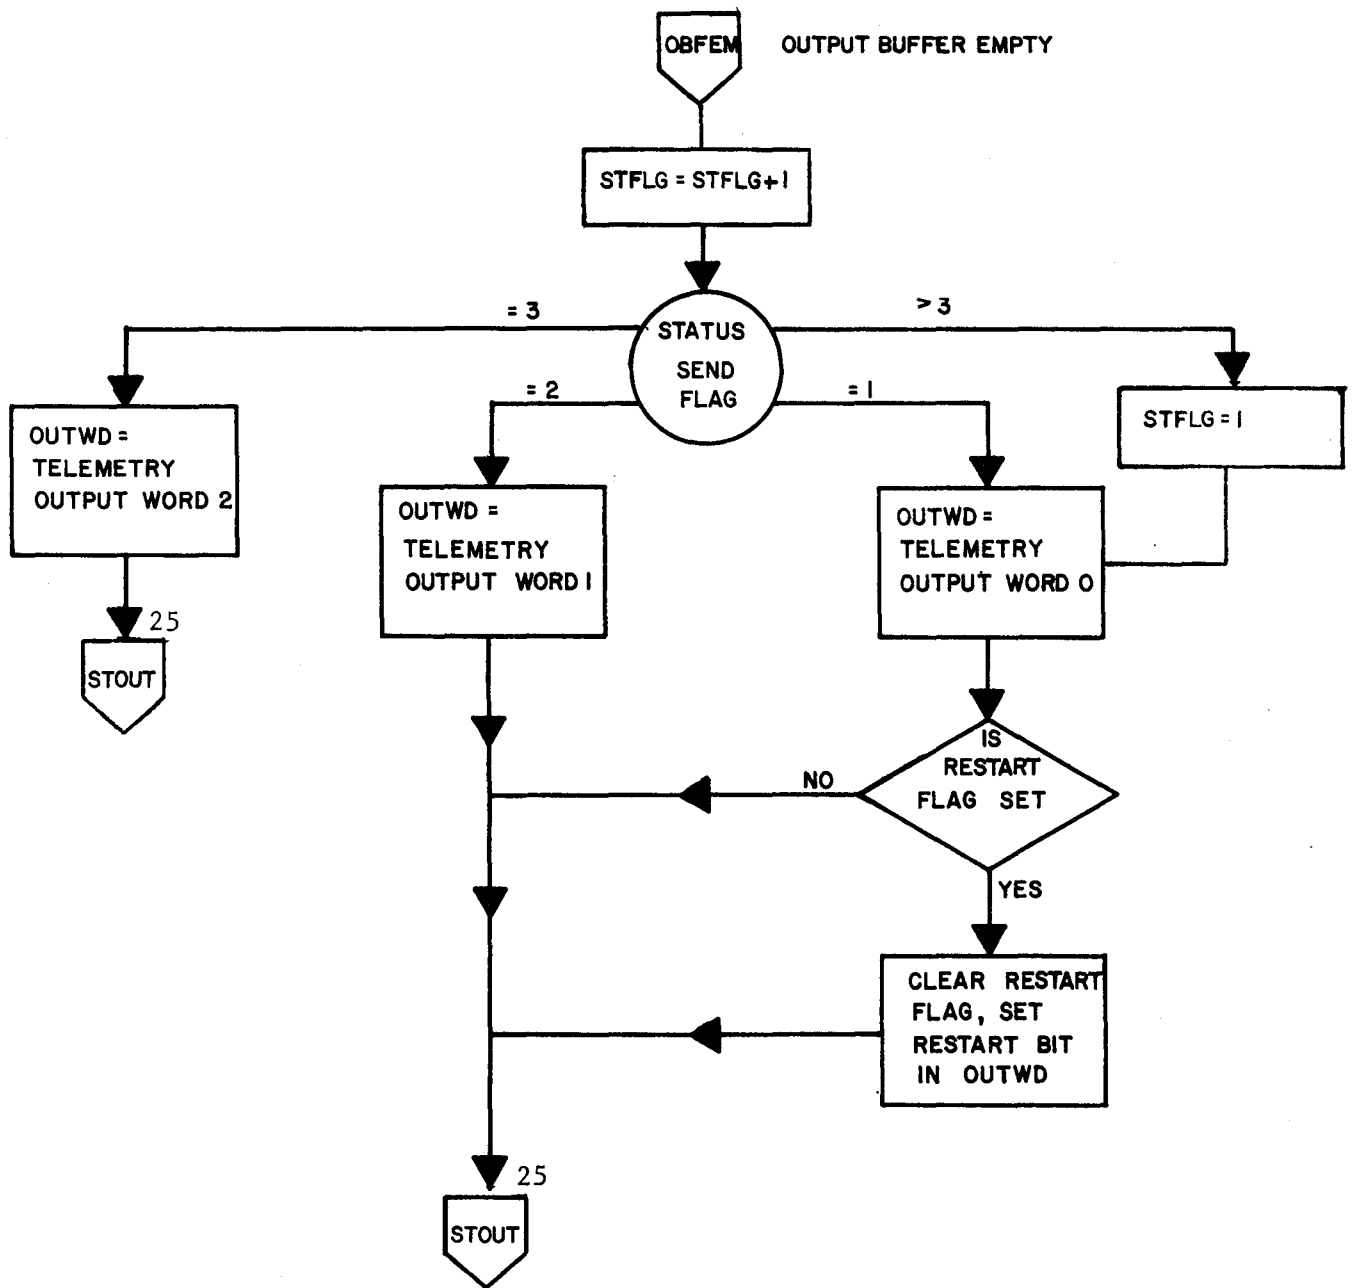 OBFEM
OUTPUT BUFFER EMPTY
STFLG = STFLG+1
= 3
STATUS
SEND
FLAG
> 3
= 2
= 1
STFLG = 1
OUTWD =
TELEMETRY
OUTPUT WORD 2
OUTWD =
TELEMETRY
OUTPUT WORD 1
OUTWD =
TELEMETRY
OUTPUT WORD 0
25
STOUT
IS
RESTART
FLAG SET
NO
YES
CLEAR RESTART
FLAG, SET
RESTART BIT
IN OUTWD
25
STOUT